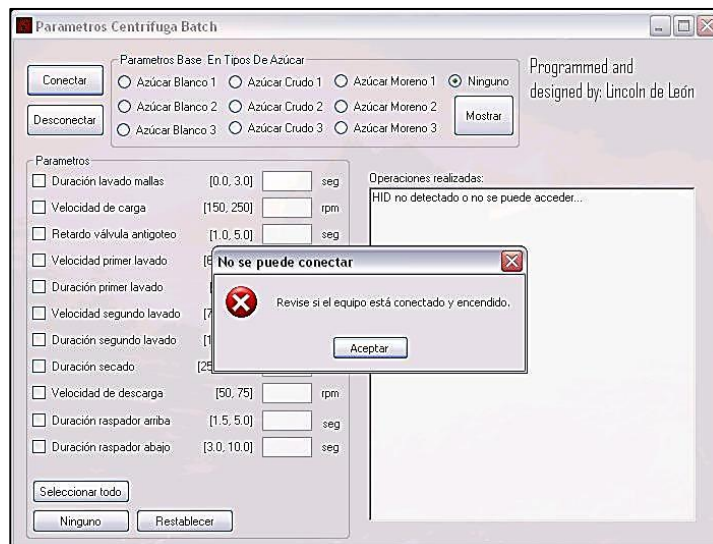 Parametros Centrífuga Batch
Conectar
Desconectar
Parametros Base En Tipos De Azúcar
Azúcar Blanco 1 Azúcar Crudo 1 Azúcar Moreno 1 Ninguno
Azúcar Blanco 2 Azúcar Crudo 2 Azúcar Moreno 2
Azúcar Blanco 3 Azúcar Crudo 3 Azúcar Moreno 3
Mostrar
Programmed and
designed by: Lincoln de León
Parametros
Duración lavado mallas [0.0, 3.0] seg
Velocidad de carga [150, 250] rpm
Retardo válvula antigoteo [1.0, 5.0] seg
Velocidad primer lavado
Duración primer lavado
Velocidad segundo lavado
Duración segundo lavado
Duración secado
Velocidad de descarga [50, 75] rpm
Duración raspador arriba [1.5, 5.0] seg
Duración raspador abajo [3.0, 10.0] seg
Seleccionar todo
Ninguno Restablecer
Operaciones realizadas:
HID no detectado o no se puede acceder...
No se puede conectar
Revise si el equipo está conectado y encendido.
Aceptar